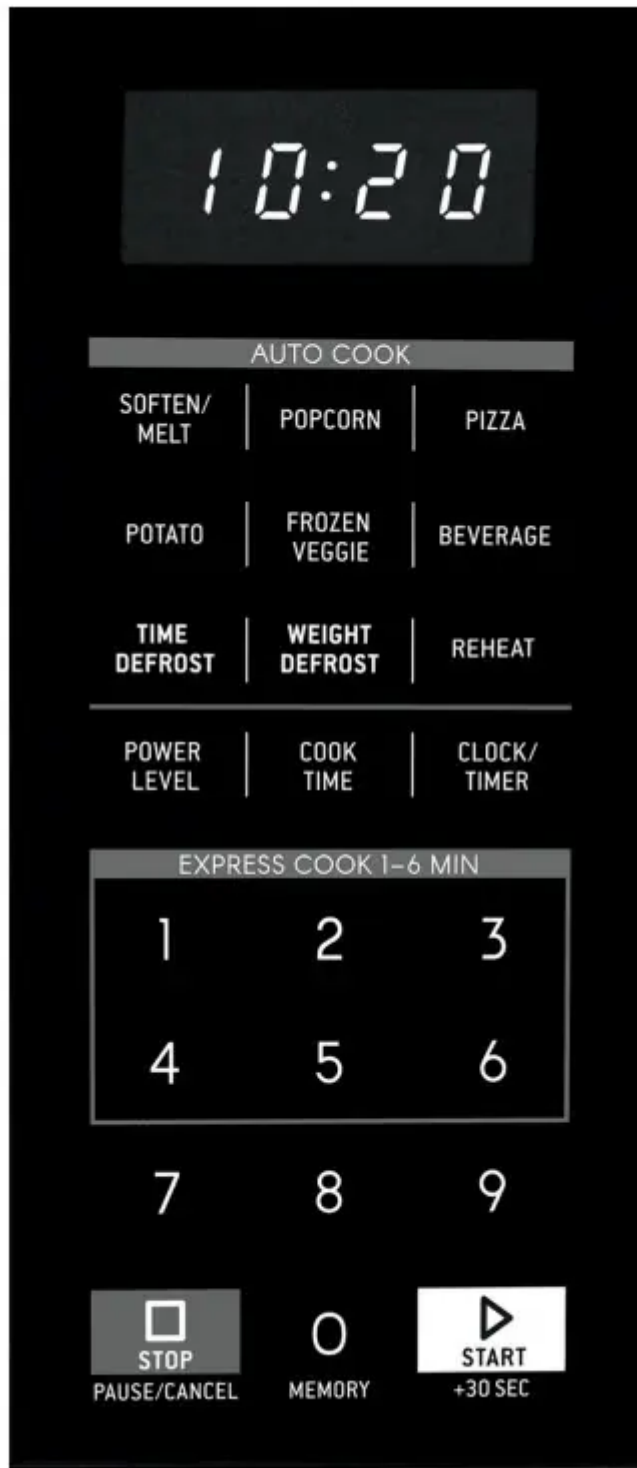 10:20
AUTO COOK
SOFTEN/
MELT
POPCORN
PIZZA
POTATO
FROZEN
VEGGIE
BEVERAGE
TIME
DEFROST
WEIGHT
DEFROST
REHEAT
POWER
LEVEL
COOK
TIME
CLOCK/
TIMER
EXPRESS COOK 1–6 MIN
1 2 3
4 5 6
7 8 9
STOP
PAUSE/CANCEL
0
MEMORY
START
+30 SEC